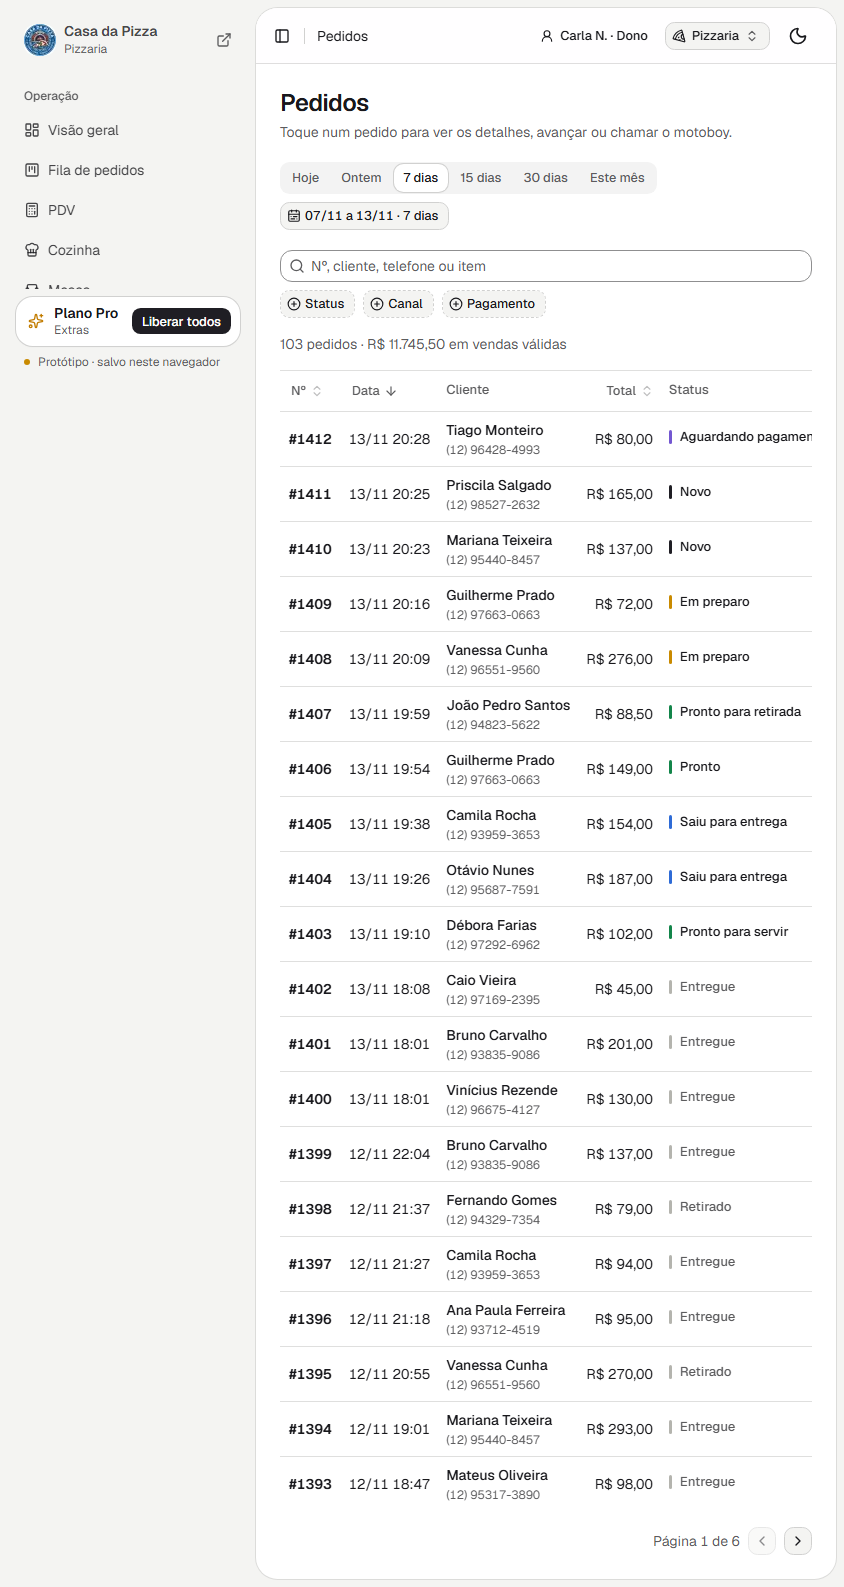 Casa da Pizza
Pizzaria
Operação
Visão geral
Fila de pedidos
PDV
Cozinha
Plano Pro
Extras
Liberar todos
Protótipo · salvo neste navegador
Pedidos
Carla N. · Dono
Pizzaria
Pedidos
Toque num pedido para ver os detalhes, avançar ou chamar o motoboy.
Hoje Ontem 7 dias 15 dias 30 dias Este mês
07/11 a 13/11 · 7 dias
Nº, cliente, telefone ou item
Status Canal Pagamento
103 pedidos · R$ 11.745,50 em vendas válidas
Nº Data Cliente Total Status
#1412 13/11 20:28 Tiago Monteiro R$ 80,00 Aguardando pagamen
(12) 96428-4993
#1411 13/11 20:25 Priscila Salgado R$ 165,00 Novo
(12) 98527-2632
#1410 13/11 20:23 Mariana Teixeira R$ 137,00 Novo
(12) 95440-8457
#1409 13/11 20:16 Guilherme Prado R$ 72,00 Em preparo
(12) 97663-0663
#1408 13/11 20:09 Vanessa Cunha R$ 276,00 Em preparo
(12) 96551-9560
#1407 13/11 19:59 João Pedro Santos R$ 88,50 Pronto para retirada
(12) 94823-5622
#1406 13/11 19:54 Guilherme Prado R$ 149,00 Pronto
(12) 97663-0663
#1405 13/11 19:38 Camila Rocha R$ 154,00 Saiu para entrega
(12) 93959-3653
#1404 13/11 19:26 Otávio Nunes R$ 187,00 Saiu para entrega
(12) 95687-7591
#1403 13/11 19:10 Débora Farias R$ 102,00 Pronto para servir
(12) 97292-6962
#1402 13/11 18:08 Caio Vieira R$ 45,00 Entregue
(12) 97169-2395
#1401 13/11 18:01 Bruno Carvalho R$ 201,00 Entregue
(12) 93835-9086
#1400 13/11 18:01 Vinícius Rezende R$ 130,00 Entregue
(12) 96675-4127
#1399 12/11 22:04 Bruno Carvalho R$ 137,00 Entregue
(12) 93835-9086
#1398 12/11 21:37 Fernando Gomes R$ 79,00 Retirado
(12) 94329-7354
#1397 12/11 21:27 Camila Rocha R$ 94,00 Entregue
(12) 93959-3653
#1396 12/11 21:18 Ana Paula Ferreira R$ 95,00 Entregue
(12) 93712-4519
#1395 12/11 20:55 Vanessa Cunha R$ 270,00 Retirado
(12) 96551-9560
#1394 12/11 19:01 Mariana Teixeira R$ 293,00 Entregue
(12) 95440-8457
#1393 12/11 18:47 Mateus Oliveira R$ 98,00 Entregue
(12) 95317-3890
Página 1 de 6